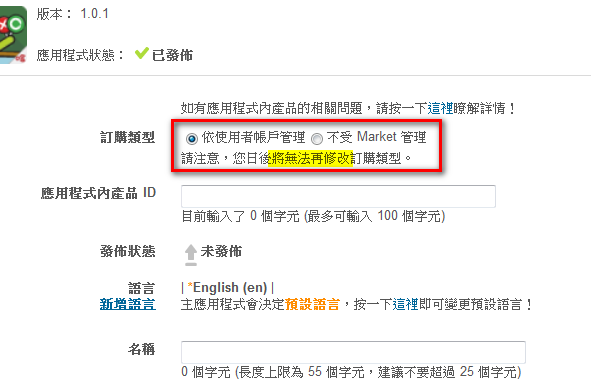 版本： 1.0.1
應用程式狀態： 已發佈
如有應用程式內產品的相關問題，請按一下這裡瞭解詳情！
訂購類型 依使用者帳戶管理 不受 Market 管理
請注意，您日後將無法再修改訂購類型。
應用程式內產品 ID
目前輸入了 0 個字元 (最多可輸入 100 個字元)
發佈狀態 未發佈
語言 | *English (en) |
新增語言 主應用程式會決定預設語言，按一下這裡即可變更預設語言！
名稱
0 個字元 (長度上限為 55 個字元，建議不要超過 25 個字元)